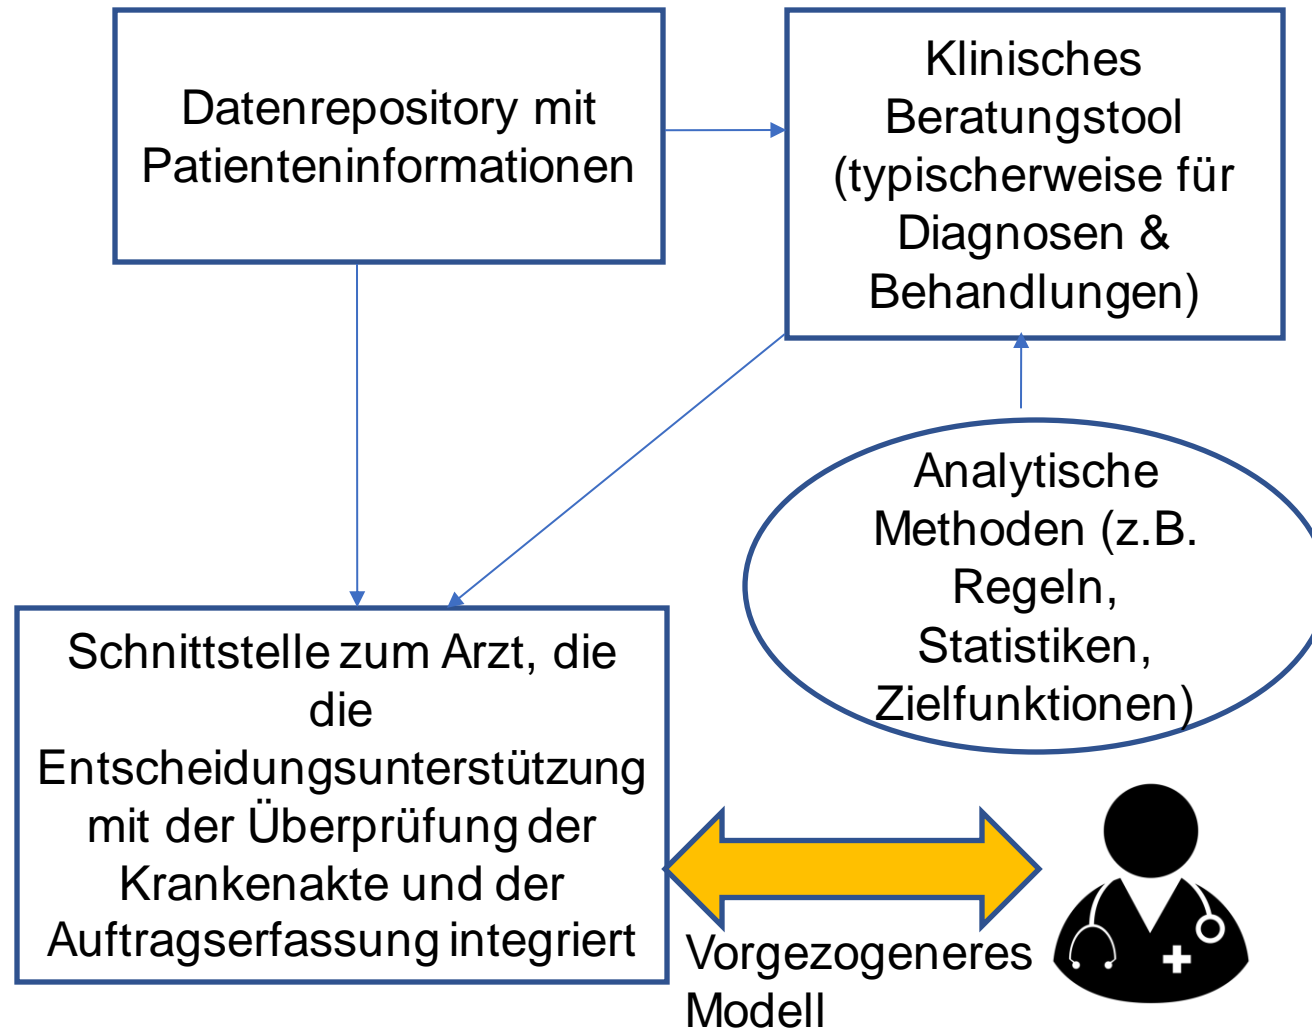 Datenrepository mit
Patienteninformationen
Klinisches
Beratungstool
(typischerweise für
Diagnosen &
Behandlungen)
Analytische
Methoden (z.B.
Regeln,
Statistiken,
Zielfunktionen)
Schnittstelle zum Arzt, die
die
Entscheidungsunterstützung
mit der Überprüfung der
Krankenakte und der
Auftragserfassung integriert
Vorgezogeneres
Modell